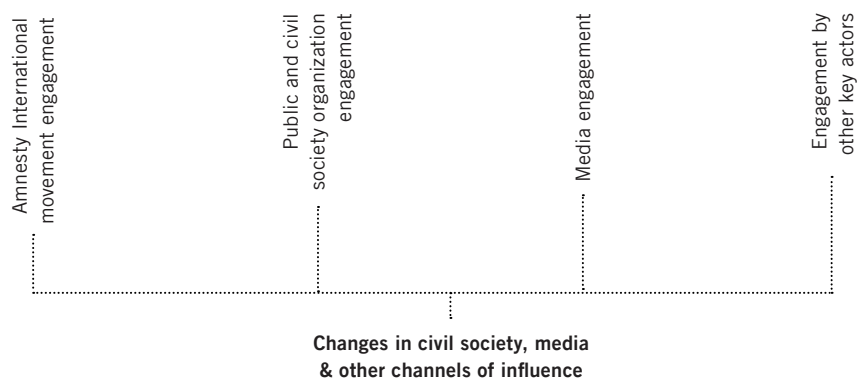 Amnesty International
movement engagement
Public and civil
society organization
engagement
Media engagement
Engagement by
other key actors
Changes in civil society, media
& other channels of influence